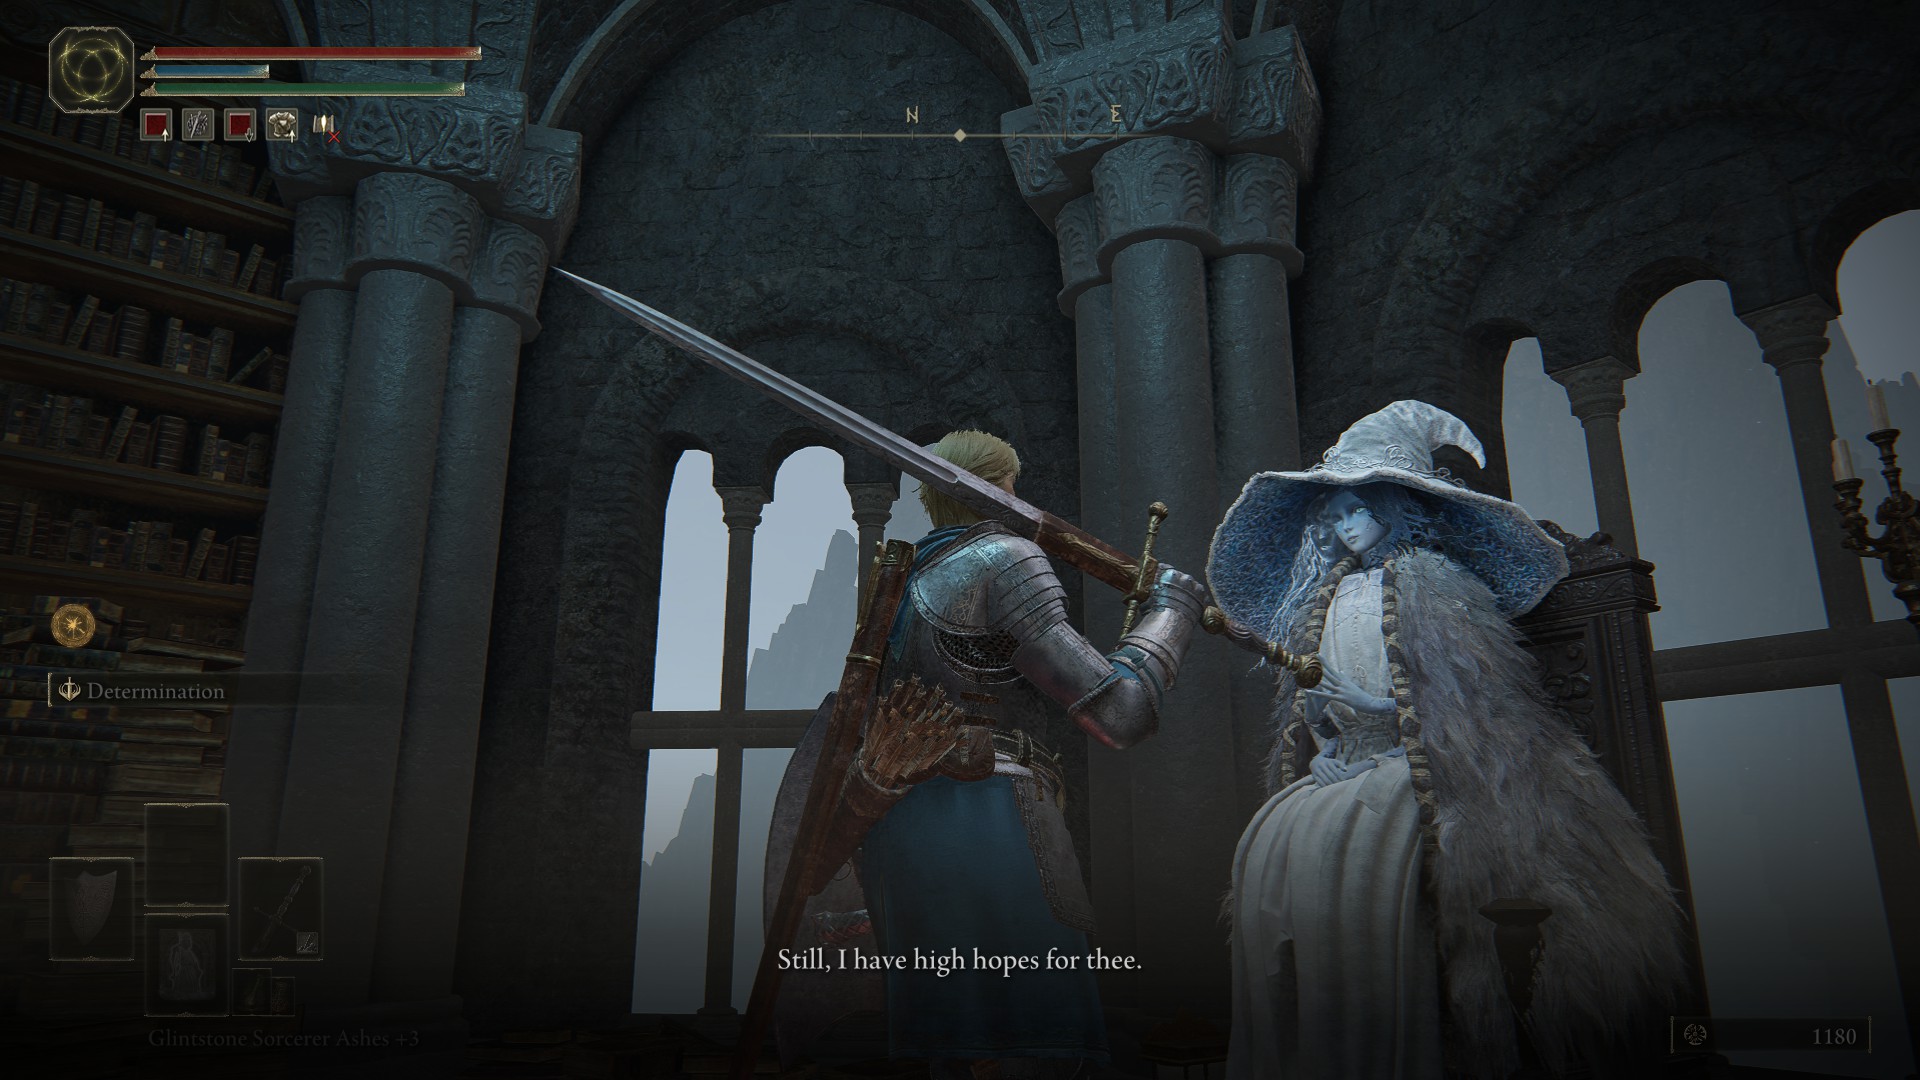 N
E
Determination
Still, I have high hopes for thee.
Glintstone Sorcerer Ashes +3
1180